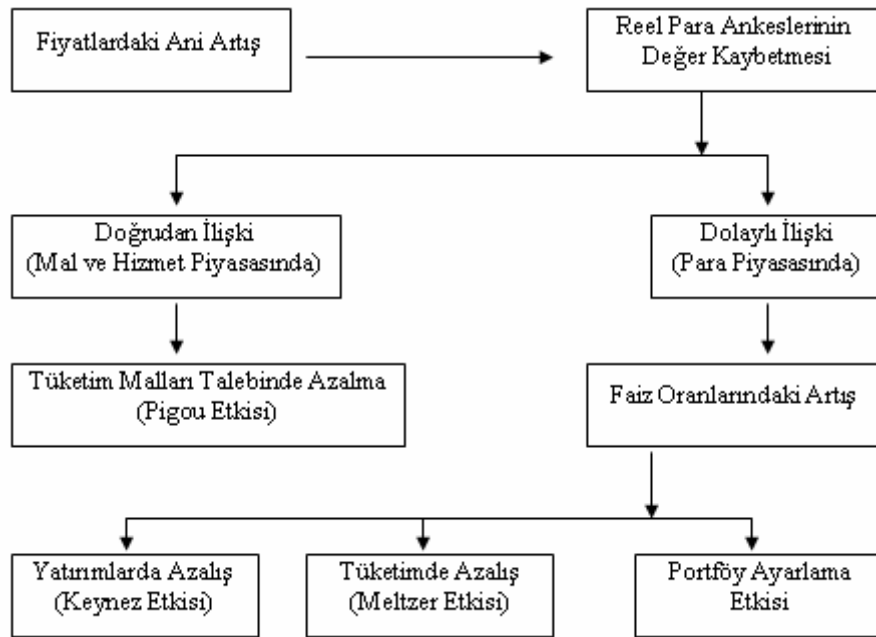 Fiyatlardaki Ani Artış
Reel Para Ankeslerinin
Değer Kaybetmesi
Doğrudan İlişki
(Mal ve Hizmet Piyasasında)
Dolaylı İlişki
(Para Piyasasında)
Tüketim Malları Talebinde Azalma
(Pigou Etkisi)
Faiz Oranlarındaki Artış
Yatırımlarda Azalış
(Keynez Etkisi)
Tüketimde Azalış
(Meltzer Etkisi)
Portföy Ayarlama
Etkisi